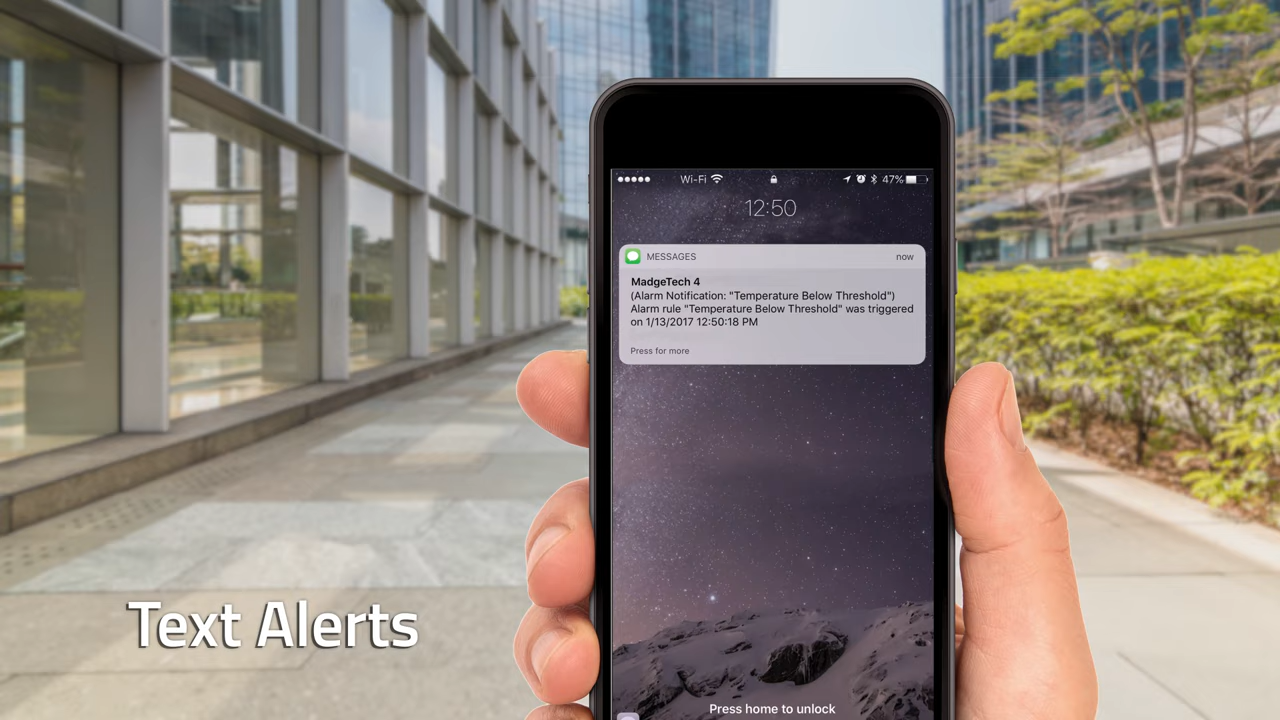 Wi-Fi 47%
12:50
MESSAGES now
MadgeTech 4
(Alarm Notification: "Temperature Below Threshold")
Alarm rule "Temperature Below Threshold" was triggered
on 1/13/2017 12:50:18 PM
Press for more
Text Alerts
Press home to unlock